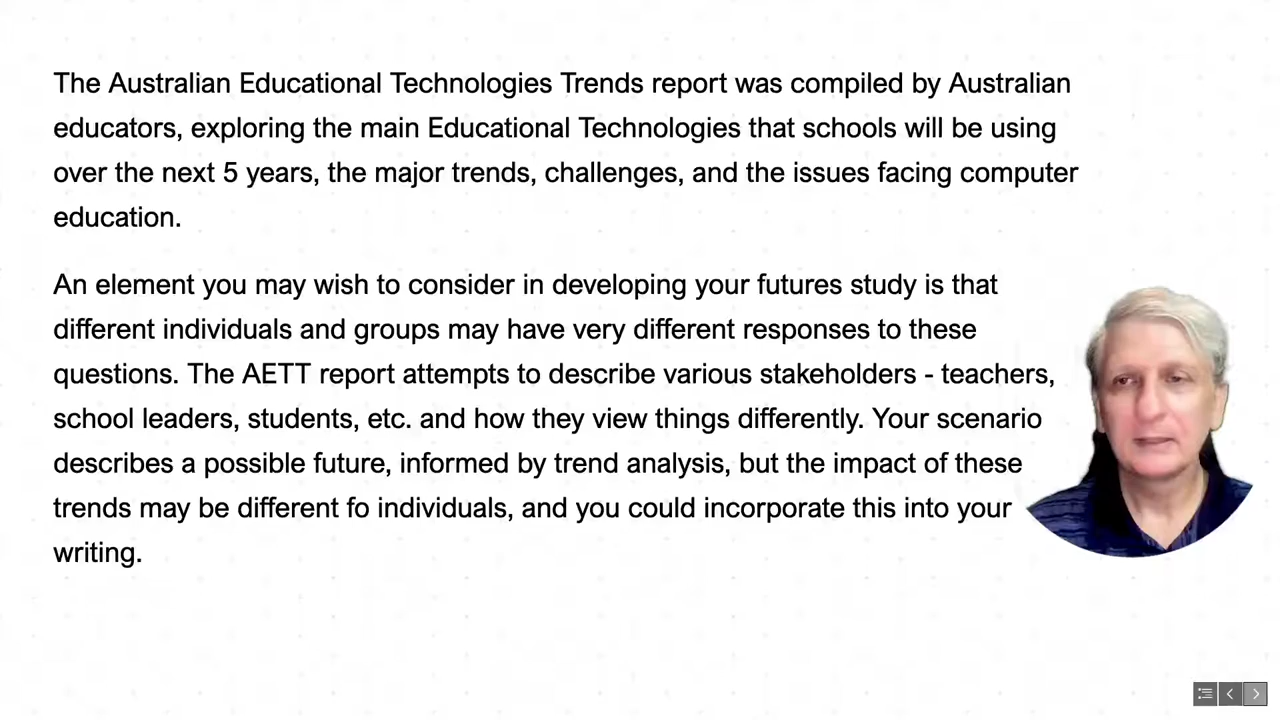 The Australian Educational Technologies Trends report was compiled by Australian
educators, exploring the main Educational Technologies that schools will be using
over the next 5 years, the major trends, challenges, and the issues facing computer
education.
An element you may wish to consider in developing your futures study is that
different individuals and groups may have very different responses to these
questions. The AETT report attempts to describe various stakeholders - teachers,
school leaders, students, etc. and how they view things differently. Your scenario
describes a possible future, informed by trend analysis, but the impact of these
trends may be different fo individuals, and you could incorporate this into your
writing.